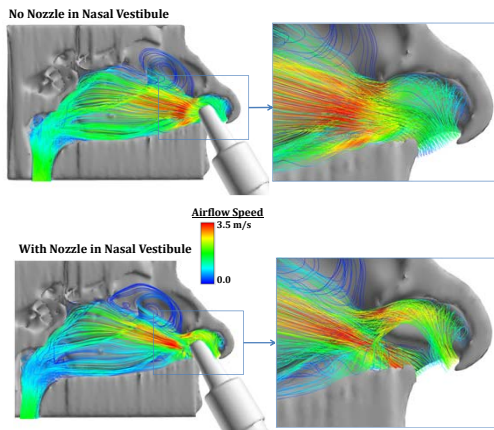 No Nozzle in Nasal Vestibule
Airflow Speed
3.5 m/s
0.0
With Nozzle in Nasal Vestibule